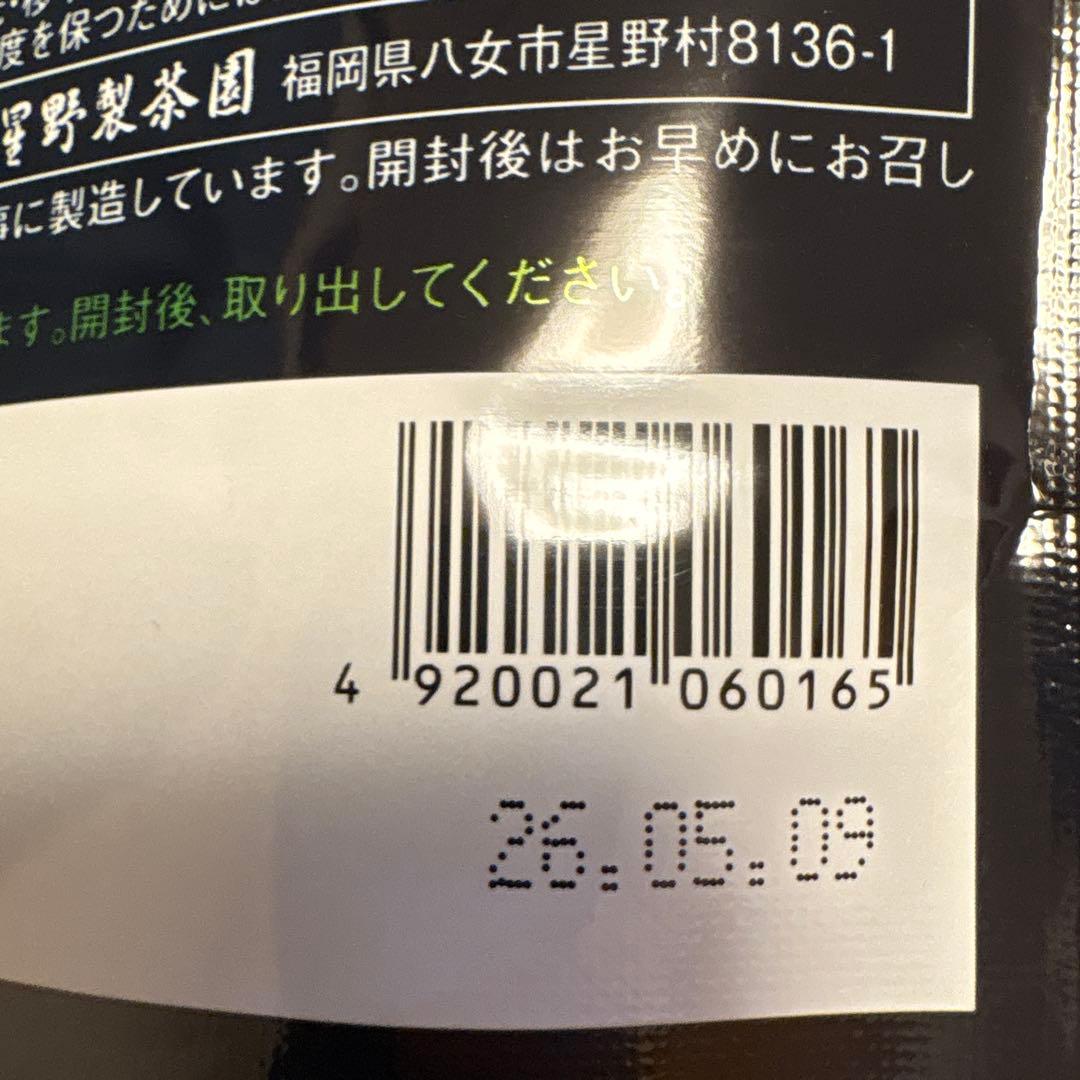 度を保つために
星野製茶園 福岡県八女市星野村8136-1
に製造しています。開封後はお早めにお召し
ます。開封後、取り出してください。
4 920021 060165
26.05.09